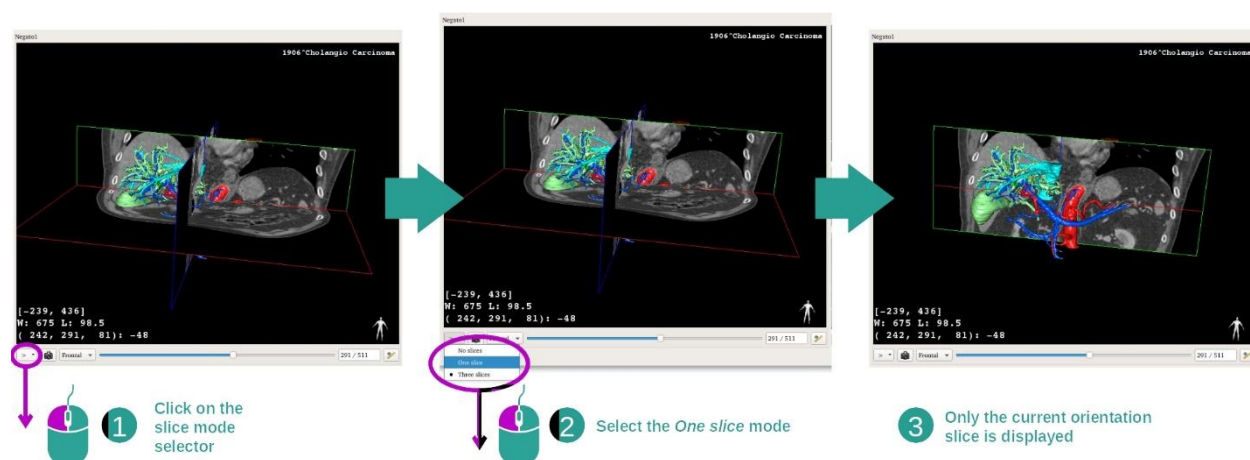 Negato1
1906^Cholangio Carcinoma
[-239, 436]
W: 675 L: 98.5
( 242, 291, 81): -48
Frontal
291 / 511
1
Click on the
slice mode
selector
Negato1
1906^Cholangio Carcinoma
[-239, 436]
W: 675 L: 98.5
( 242, 291, 81): -48
291 / 511
No slices
One slice
Three slices
2
Select the One slice mode
Negato1
1906^Cholangio Carcinoma
[-239, 436]
W: 675 L: 98.5
( 242, 291, 81): -48
Frontal
291 / 511
3
Only the current orientation
slice is displayed